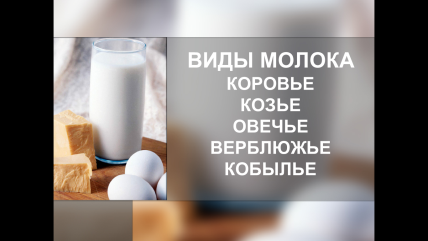 ВИДЫ МОЛОКА
КОРОВЬЕ
КОЗЬЕ
ОВЕЧЬЕ
ВЕРБЛЮЖЬЕ
КОБЫЛЬЕ